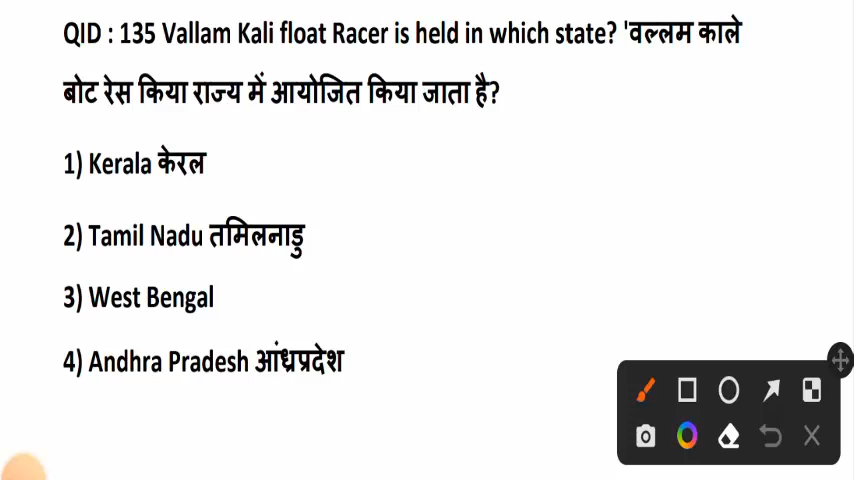 QID : 135 Vallam Kali float Racer is held in which state? 'वल्लम काले
बोट रेस किया राज्य में आयोजित किया जाता है?
1) Kerala केरल
2) Tamil Nadu तमिलनाडु
3) West Bengal
4) Andhra Pradesh आंध्रप्रदेश